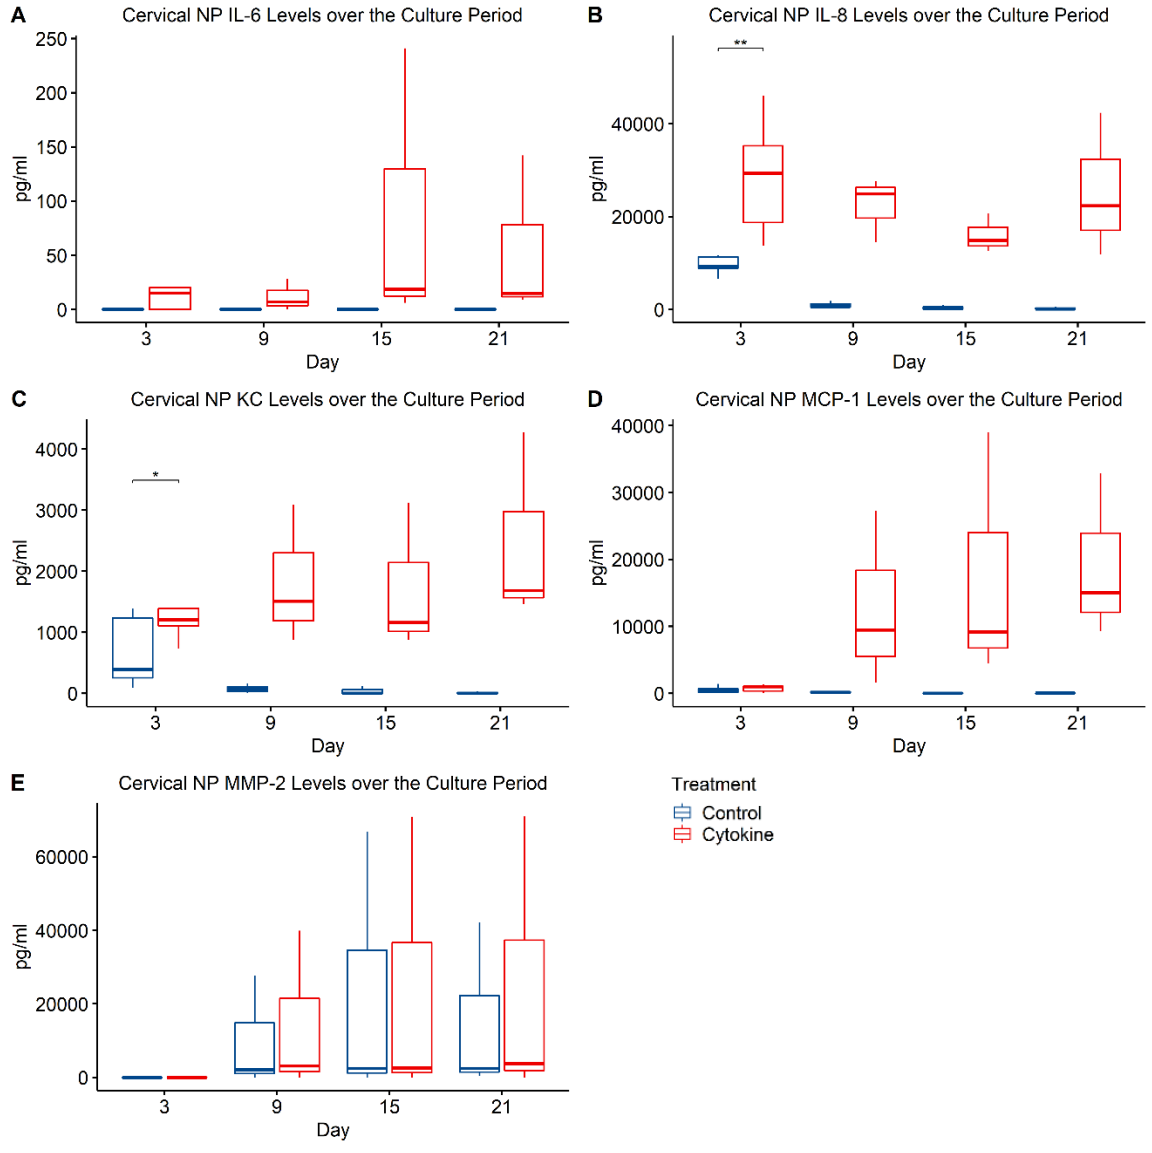 A
Cervical NP IL-6 Levels over the Culture Period
250
200
150
100
50
0
pg/ml
3
9
15
21
Day
B
Cervical NP IL-8 Levels over the Culture Period
**
40000
20000
0
pg/ml
3
9
15
21
Day
C
Cervical NP KC Levels over the Culture Period
*
4000
3000
2000
1000
0
pg/ml
3
9
15
21
Day
D
Cervical NP MCP-1 Levels over the Culture Period
40000
30000
20000
10000
0
pg/ml
3
9
15
21
Day
E
Cervical NP MMP-2 Levels over the Culture Period
60000
40000
20000
0
pg/ml
3
9
15
21
Day
Treatment
Control
Cytokine